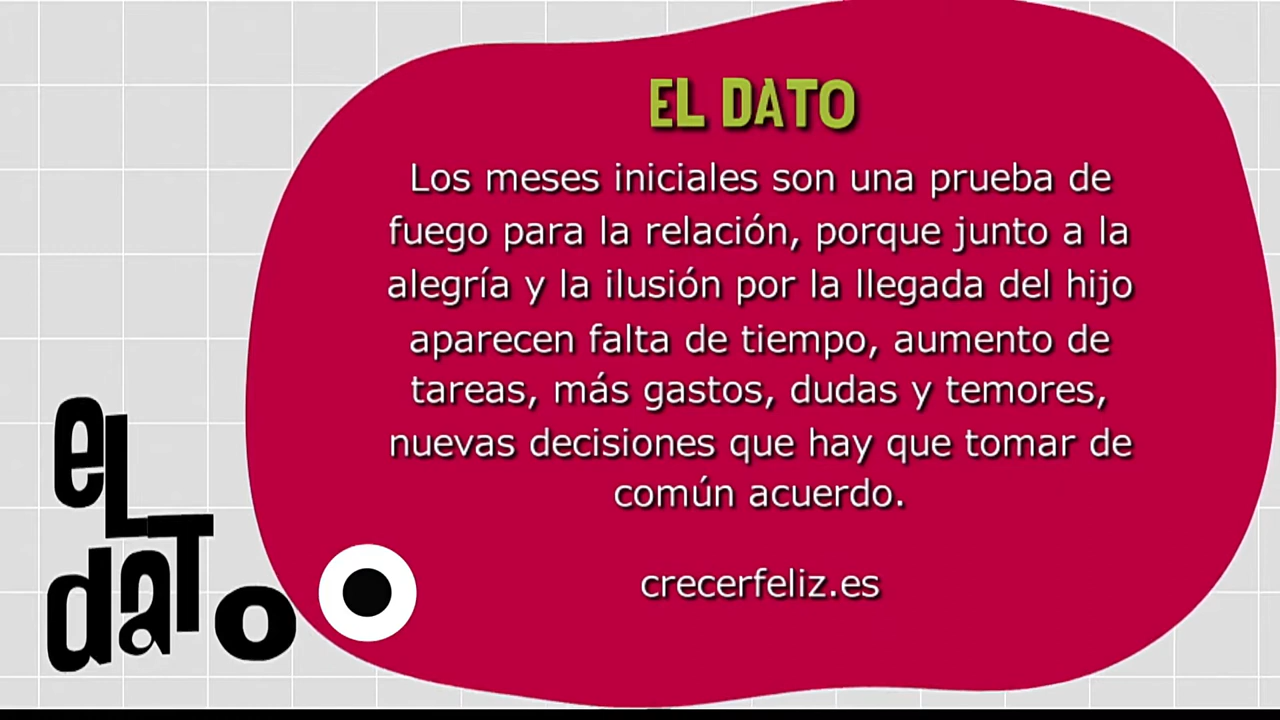 EL DATO
Los meses iniciales son una prueba de
fuego para la relación, porque junto a la
alegría y la ilusión por la llegada del hijo
aparecen falta de tiempo, aumento de
tareas, más gastos, dudas y temores,
nuevas decisiones que hay que tomar de
común acuerdo.
crecerfeliz.es
eL
daTo